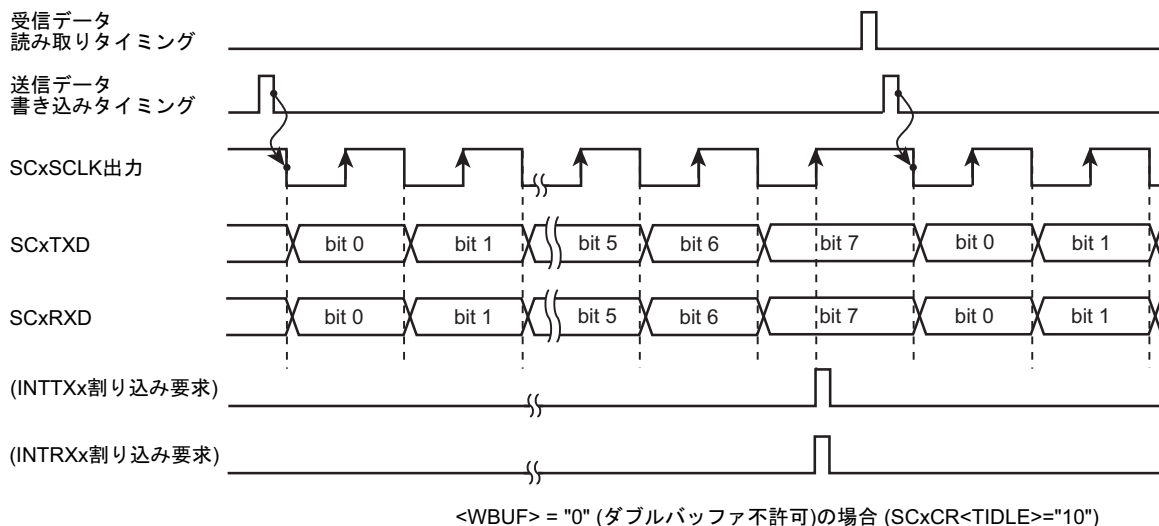 受信データ
読み取りタイミング
送信データ
書き込みタイミング
SCxSCLK出力
SCxTXD
bit 0 bit 1 bit 5 bit 6 bit 7 bit 0 bit 1
SCxRXD
bit 0 bit 1 bit 5 bit 6 bit 7 bit 0 bit 1
(INTTXx割り込み要求)
(INTRXx割り込み要求)
<WBUF> = "0" (ダブルバッファ不許可)の場合 (SCxCR<TIDLE>="10")